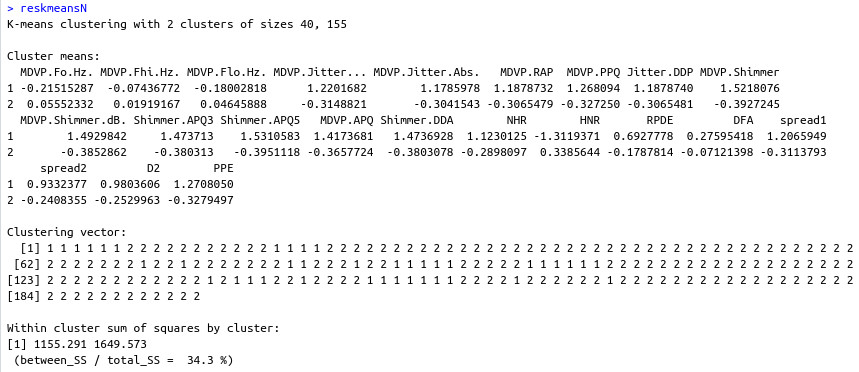 > reskmeansN
K-means clustering with 2 clusters of sizes 40, 155
Cluster means:
MDVP.Fo.Hz. MDVP.Fhi.Hz. MDVP.Flo.Hz. MDVP.Jitter... MDVP.Jitter.Abs. MDVP.RAP MDVP.PPQ Jitter.DDP MDVP.Shimmer
1 -0.21515287 -0.07436772 -0.18002818 1.2201682 1.1785978 1.1878732 1.268094 1.1878740 1.5218076
2 0.05552332 0.01919167 0.04645888 -0.3148821 -0.3041543 -0.3065479 -0.327250 -0.3065481 -0.3927245
MDVP.Shimmer.dB. Shimmer.APQ3 Shimmer.APQ5 MDVP.APQ Shimmer.DDA NHR HNR RPDE DFA spread1
1 1.4929842 1.473713 1.5310583 1.4173681 1.4736928 1.1230125 -1.3119371 0.6927778 0.27595418 1.2065949
2 -0.3852862 -0.380313 -0.3951118 -0.3657724 -0.3803078 -0.2898097 0.3385644 -0.1787814 -0.07121398 -0.3113793
spread2 D2 PPE
1 0.9332377 0.9803606 1.2708050
2 -0.2408355 -0.2529963 -0.3279497
Clustering vector:
[1] 1 1 1 1 1 1 2 2 2 2 2 2 2 2 2 2 2 1 1 1 1 2 2 2 2 2 2 2 2 2 2 2 2 2 2 2 2 2 2 2 2 2 2 2 2 2 2 2 2 2 2 2 2 2 2 2 2 2 2 2 2
[62] 2 2 2 2 2 2 2 1 2 2 1 2 2 2 2 2 2 2 1 1 2 2 2 1 2 2 1 1 1 1 1 2 2 2 2 2 1 1 1 1 1 1 2 2 2 2 2 2 2 2 2 2 2 2 2 2 2 2 2 2 2
[123] 2 2 2 2 2 2 2 2 2 2 2 2 1 2 1 1 1 2 2 1 2 2 2 2 1 1 1 1 1 1 1 2 2 2 2 1 2 2 2 2 2 2 1 2 2 2 2 2 2 2 2 2 2 2 2 2 2 2 2 2 2
[184] 2 2 2 2 2 2 2 2 2 2 2 2
Within cluster sum of squares by cluster:
[1] 1155.291 1649.573
(between_SS / total_SS = 34.3 %)